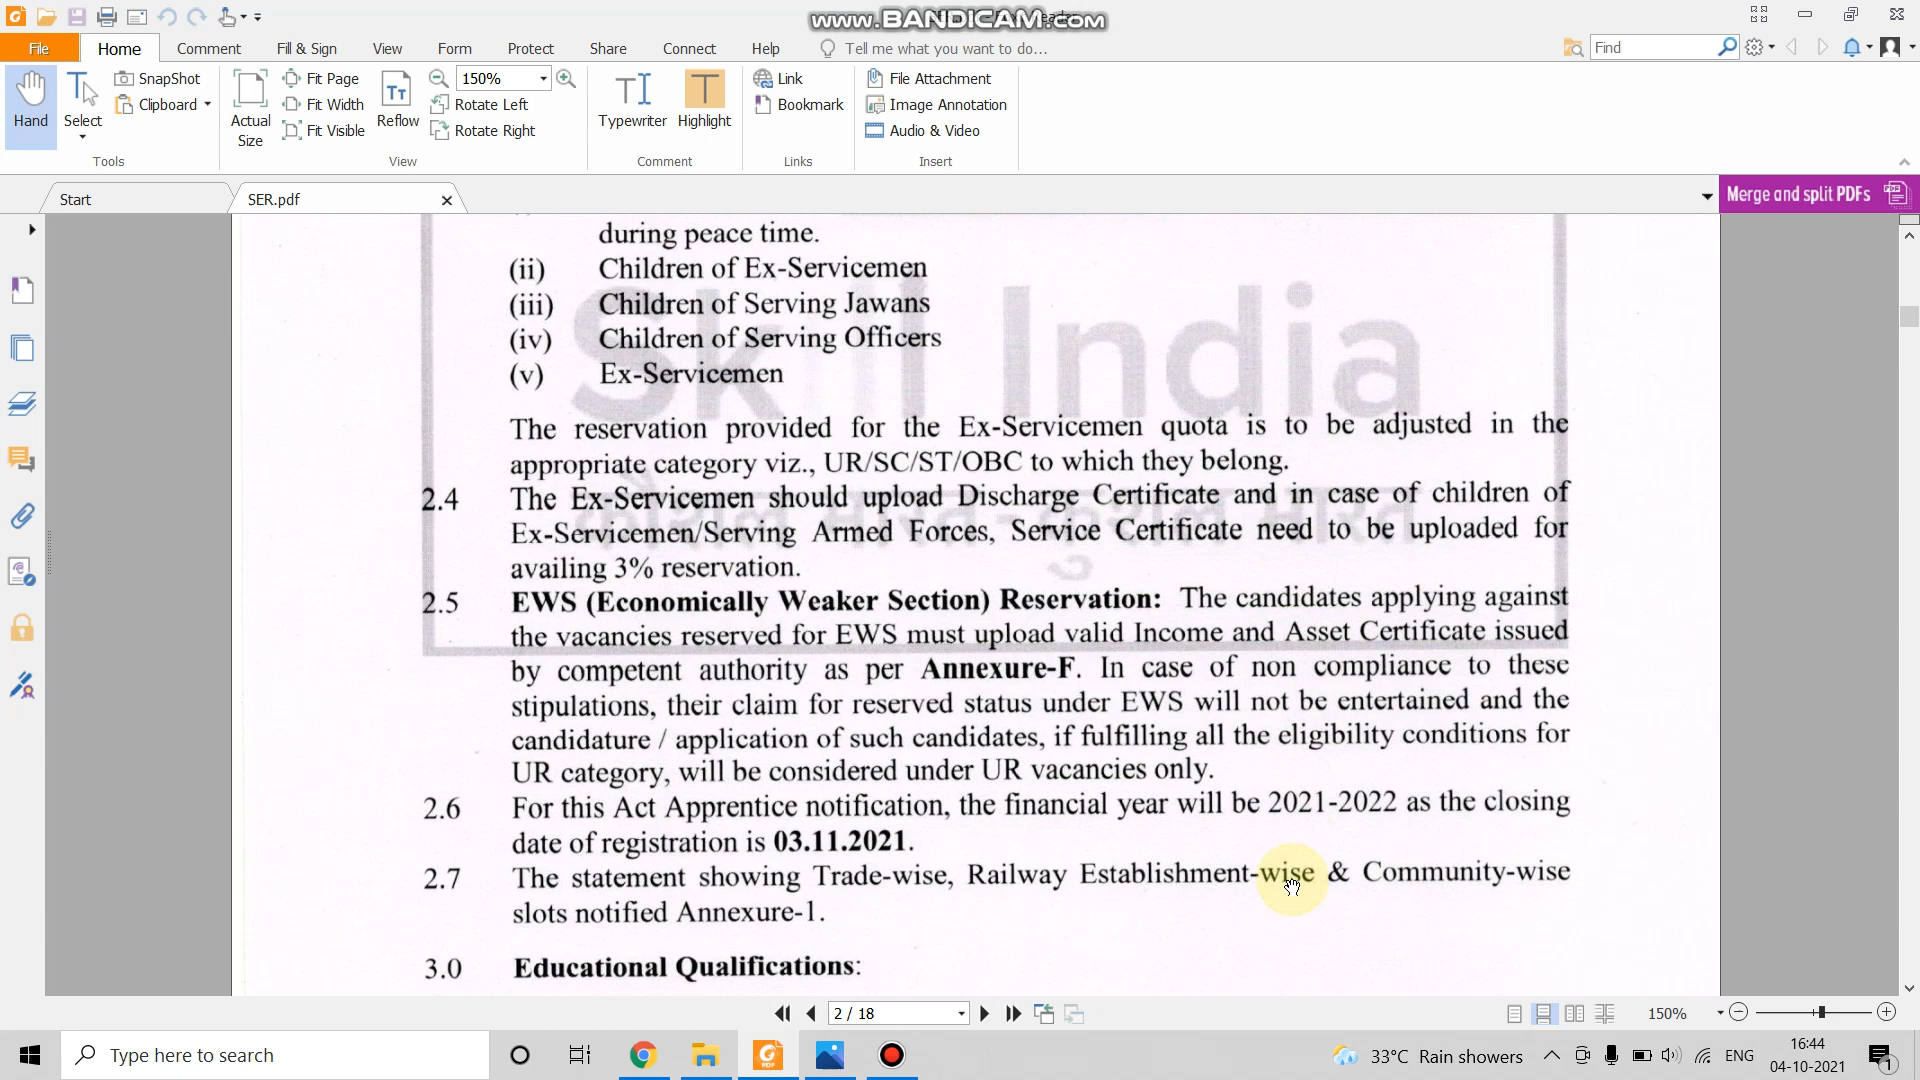 www.BANDICAM.com
File
Home
Comment
Fill & Sign
View
Form
Protect
Share
Connect
Help
Tell me what you want to do...
Find
Hand
Select
SnapShot
Clipboard
Tools
Actual
Size
Fit Page
Fit Width
Fit Visible
Reflow
150%
Rotate Left
Rotate Right
View
Typewriter
Highlight
Comment
Link
Bookmark
Links
File Attachment
Image Annotation
Audio & Video
Insert
Start
SER.pdf
Merge and split PDFs
Skill India
कौशल भारत-कुशल भारत
during peace time.
(ii) Children of Ex-Servicemen
(iii) Children of Serving Jawans
(iv) Children of Serving Officers
(v) Ex-Servicemen
The reservation provided for the Ex-Servicemen quota is to be adjusted in the
appropriate category viz., UR/SC/ST/OBC to which they belong.
2.4 The Ex-Servicemen should upload Discharge Certificate and in case of children of
Ex-Servicemen/Serving Armed Forces, Service Certificate need to be uploaded for
availing 3% reservation.
2.5 EWS (Economically Weaker Section) Reservation: The candidates applying against
the vacancies reserved for EWS must upload valid Income and Asset Certificate issued
by competent authority as per Annexure-F. In case of non compliance to these
stipulations, their claim for reserved status under EWS will not be entertained and the
candidature / application of such candidates, if fulfilling all the eligibility conditions for
UR category, will be considered under UR vacancies only.
2.6 For this Act Apprentice notification, the financial year will be 2021-2022 as the closing
date of registration is 03.11.2021.
2.7 The statement showing Trade-wise, Railway Establishment-wise & Community-wise
slots notified Annexure-1.
3.0 Educational Qualifications:
2 / 18
150%
Type here to search
33°C Rain showers
ENG
16:44
04-10-2021
1